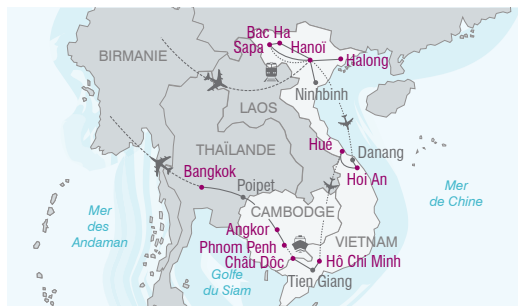 Bac Ha
Sapa
Hanoï
BIRMANIE
Halong
Ninhbinh
LAOS
THAÏLANDE
Huê
Danang
Bangkok
Hoi An
Poipet
Mer
de Chine
Mer
des
Andaman
CAMBODGE
Angkor
Phnom Penh
VIETNAM
Châu Dôc
Hô Chi Minh
Golfe
du Siam
Tien Giang